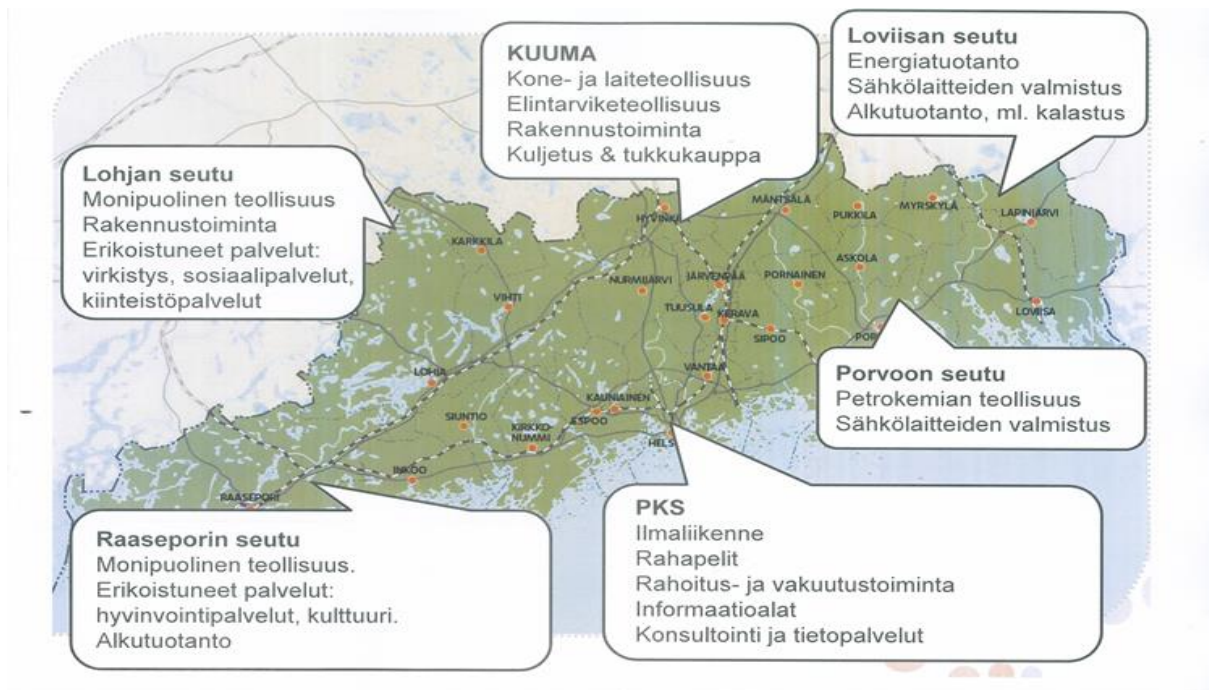 KUUMA
Kone- ja laiteteollisuus
Elintarviketeollisuus
Rakennustoiminta
Kuljetus & tukkukauppa
Loviisan seutu
Energiatuotanto
Sähkölaitteiden valmistus
Alkutuotanto, ml. kalastus
Lohjan seutu
Monipuolinen teollisuus
Rakennustoiminta
Erikoistuneet palvelut:
virkistys, sosiaalipalvelut,
kiinteistöpalvelut
HYVINK
MÄNTSÄLÄ
PUKKILA
MYRSKYLÄ
LAPINJÄRVI
KARKKILA
NURMIJÄRVI
JÄRVENPÄÄ
PORNAINEN
ASKOLA
VIHTI
TUUSULA
KERAVA
SIPOO
POR
LOVIISA
LOHJA
VANTAA
SIUNTIO
KIRKKO-
NUMMI
KAUNIAINEN
ESPOO
HELS
INKOO
RAASEPORI
Porvoon seutu
Petrokemian teollisuus
Sähkölaitteiden valmistus
Raaseporin seutu
Monipuolinen teollisuus.
Erikoistuneet palvelut:
hyvinvointipalvelut, kulttuuri.
Alkutuotanto
PKS
Ilmaliikenne
Rahapelit
Rahoitus- ja vakuutustoiminta
Informaatioalat
Konsultointi ja tietopalvelut